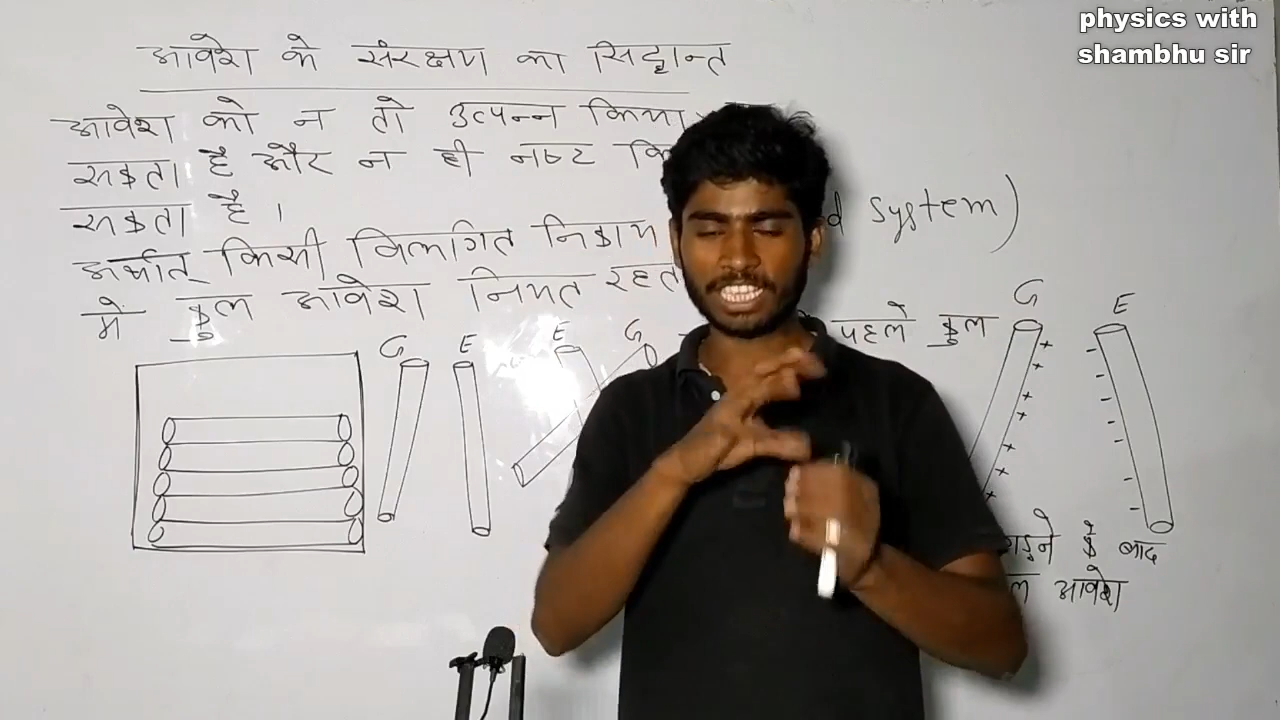 physics with
shambhu sir
आवेश के संरक्षण का सिद्धान्त
आवेश को न तो उत्पन्न किया
सकता है और न ही नष्ट
सकता है ।
अर्थात् किसी विलगित निकाय system)
में कुल आवेश नियत
पहले कुल
G E E G G E
के बाद
आवेश